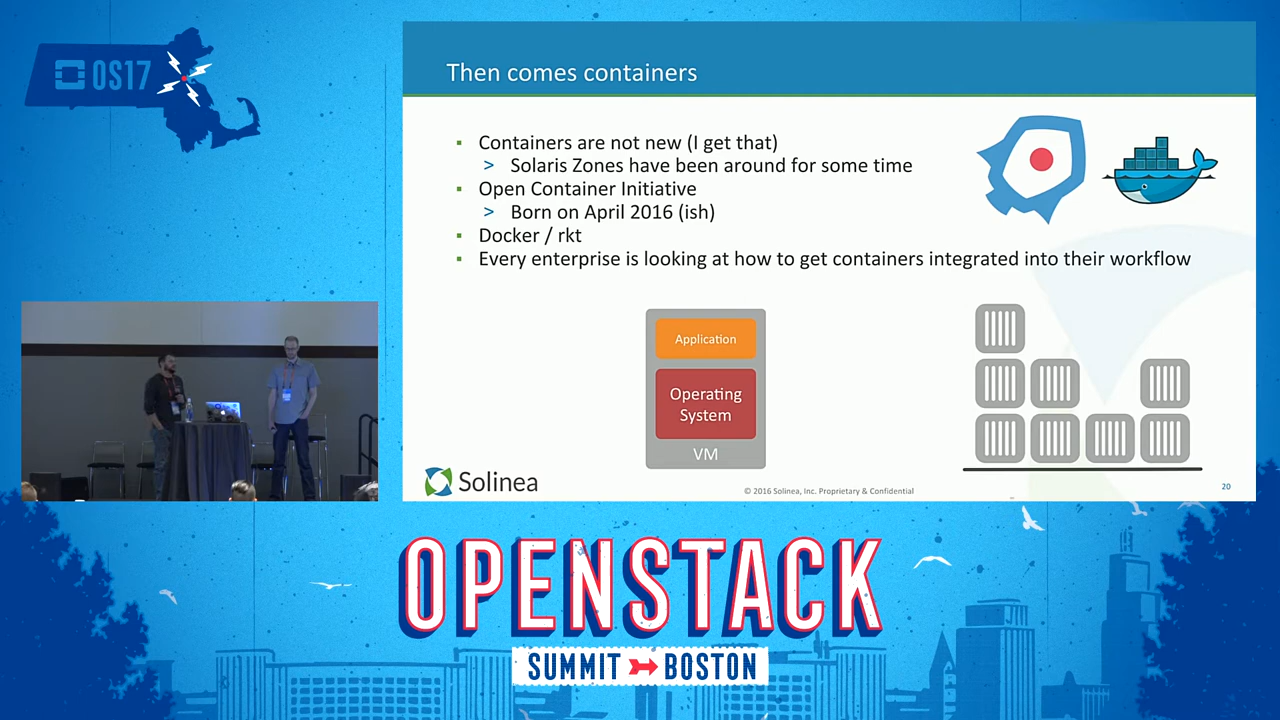 OS17
Then comes containers
Containers are not new (I get that)
> Solaris Zones have been around for some time
Open Container Initiative
> Born on April 2016 (ish)
Docker / rkt
Every enterprise is looking at how to get containers integrated into their workflow
Application
Operating
System
VM
Solinea
© 2016 Solinea, Inc. Proprietary & Confidential
20
OPENSTACK
SUMMIT BOSTON